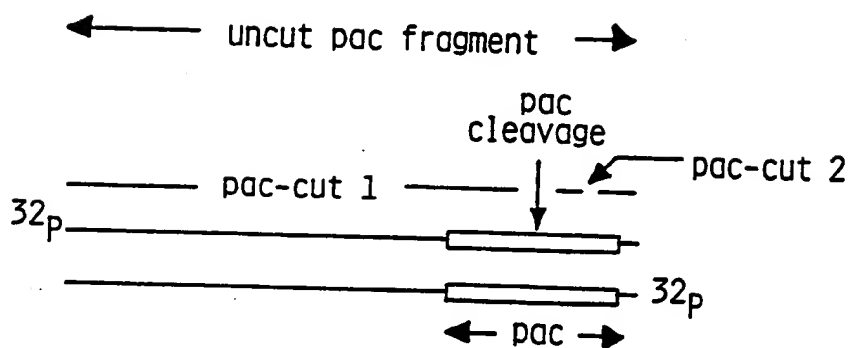 uncut pac fragment
pac
cleavage
pac-cut 1
pac-cut 2
32p
32p
pac